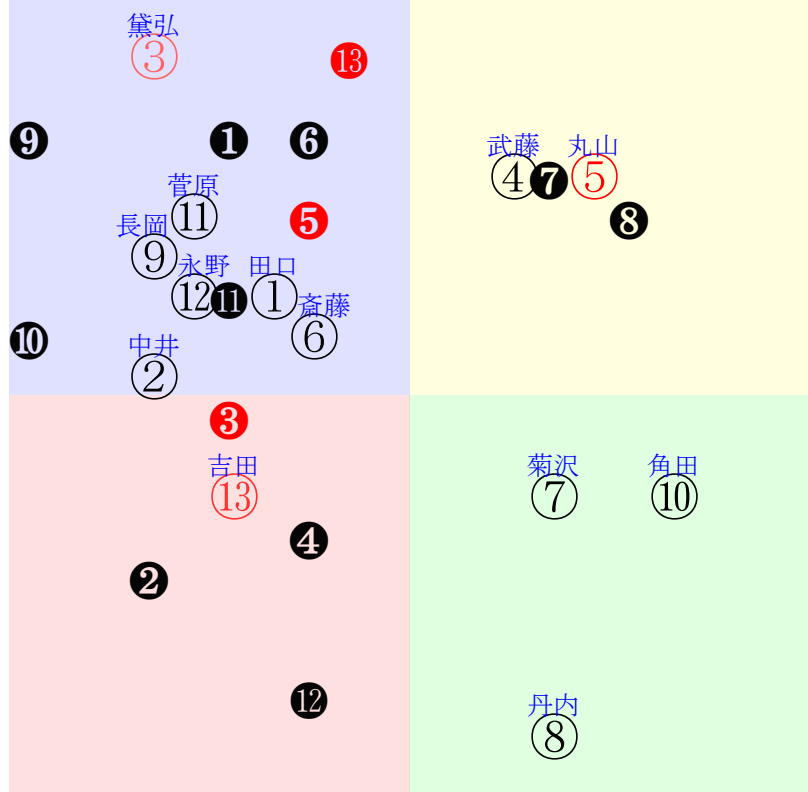 黛弘
③
⓭
❾
❶
❻
武藤
④
❼
丸山
⑤
菅原
⑪
❺
❽
長岡
⑨
永野
⑫
⓫
田口
①
斎藤
⑥
❿
中井
②
❸
吉田
⑬
菊沢
⑦
角田
⑩
❹
❷
⓬
丹内
⑧